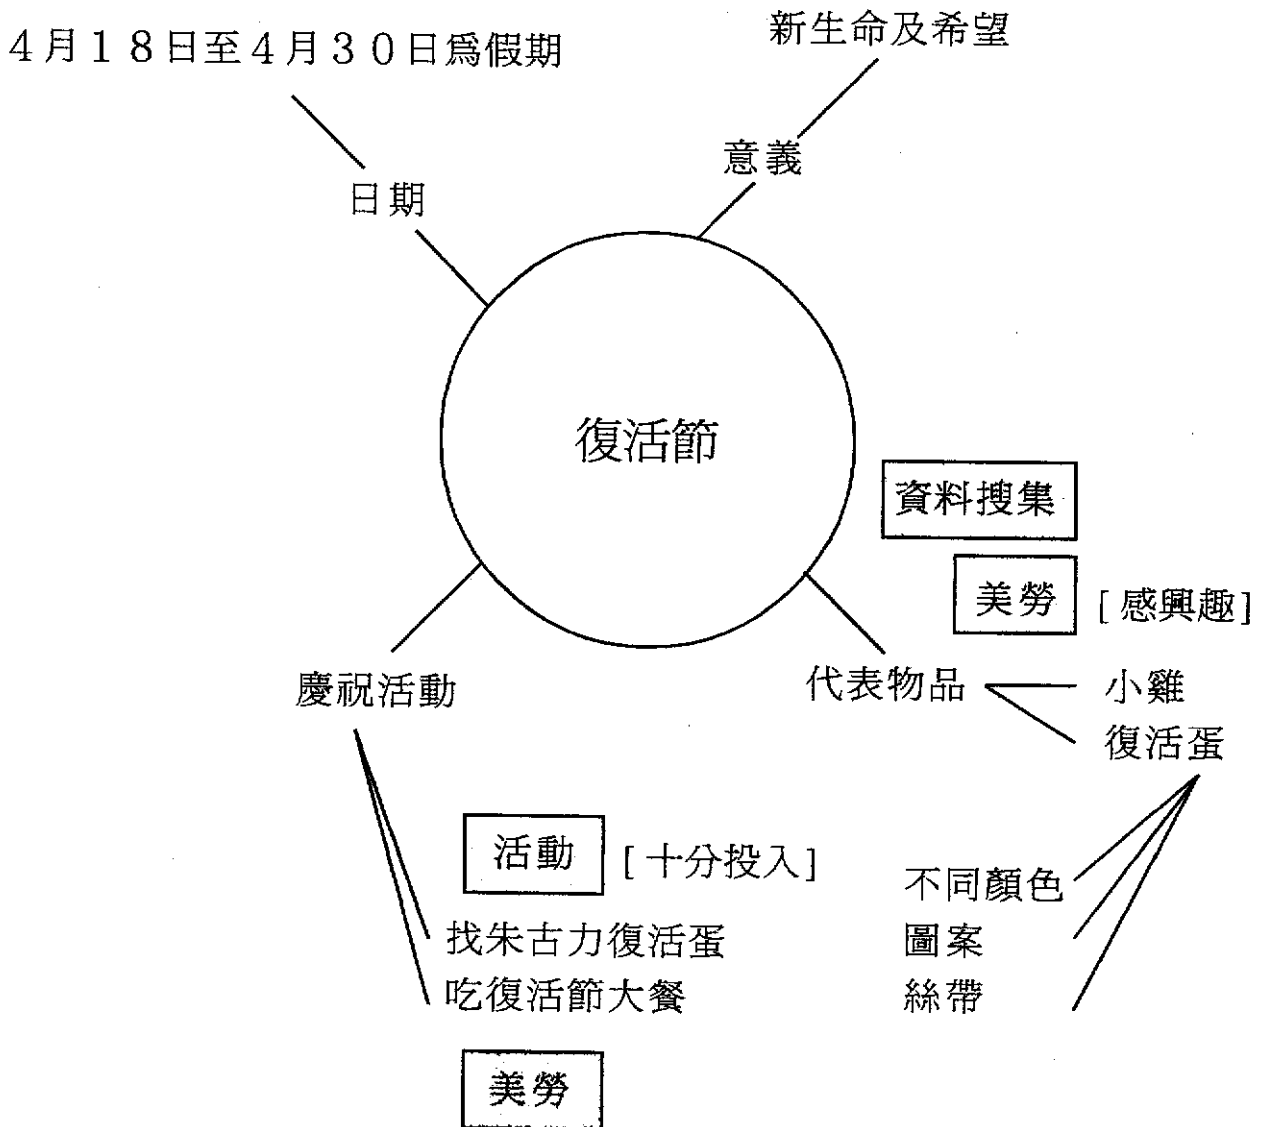 4月18日至4月30日爲假期
新生命及希望
意義
日期
復活節
資料搜集
美勞 [感興趣]
慶祝活動
代表物品
小雞
復活蛋
活動 [十分投入]
不同顏色
找朱古力復活蛋
圖案
吃復活節大餐
絲帶
美勞